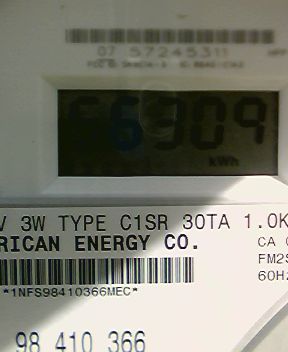 07 57245311
66309
kWh
V 3W TYPE C1SR 30TA 1.0K
RICAN ENERGY CO.
CA
FM2S
60Hz
*1NFS98410366MEC*
98 410 366